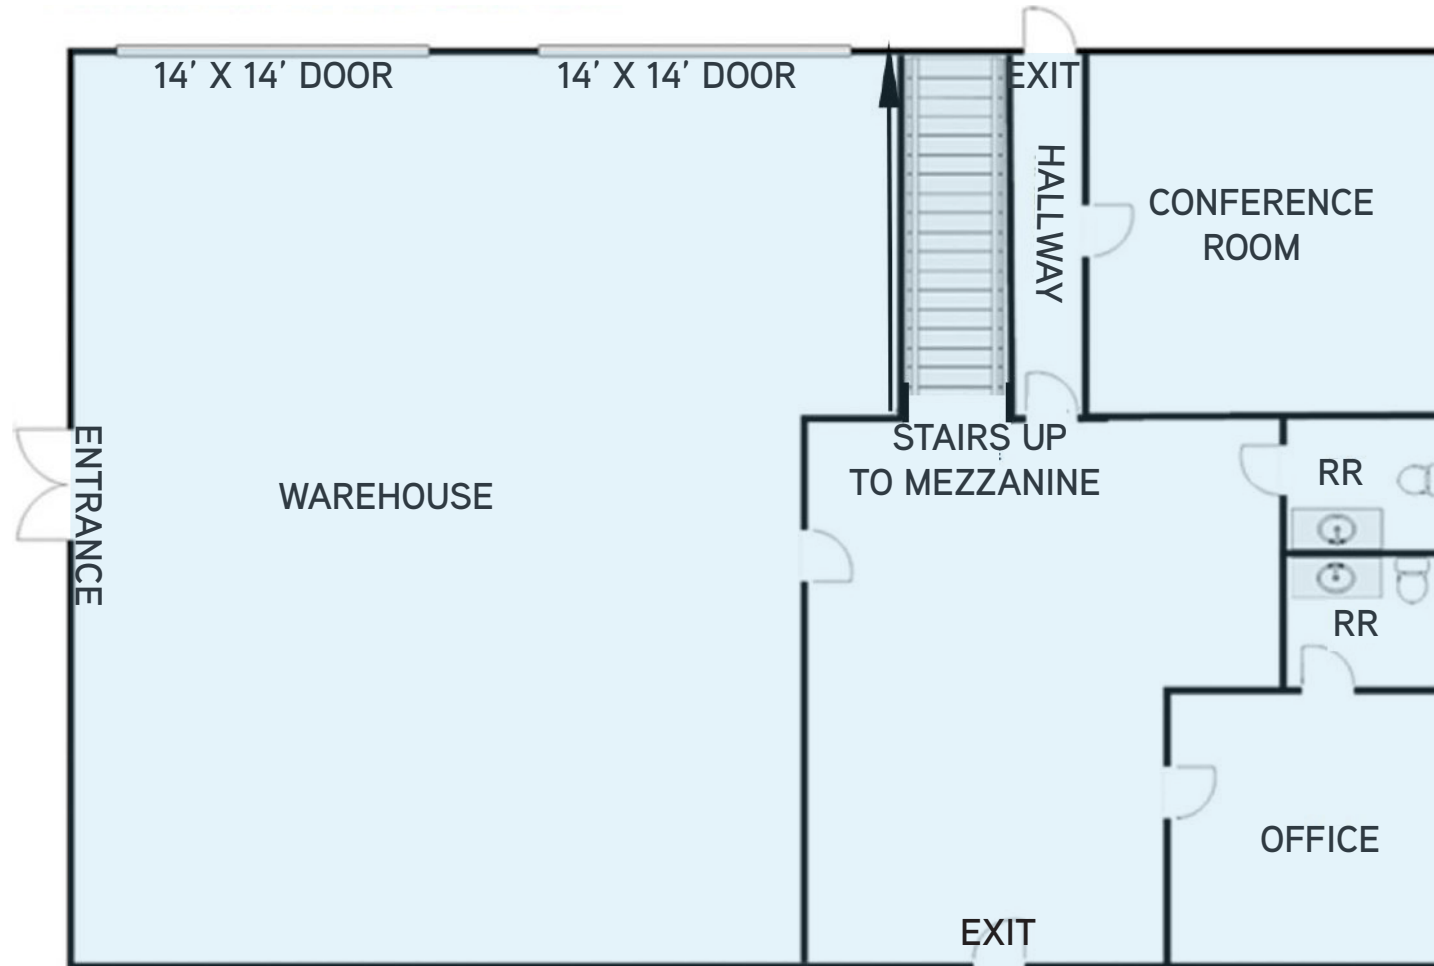 14' X 14' DOOR
14' X 14' DOOR
EXIT
HALLWAY
CONFERENCE
ROOM
STAIRS UP
TO MEZZANINE
ENTRANCE
WAREHOUSE
RR
RR
OFFICE
EXIT